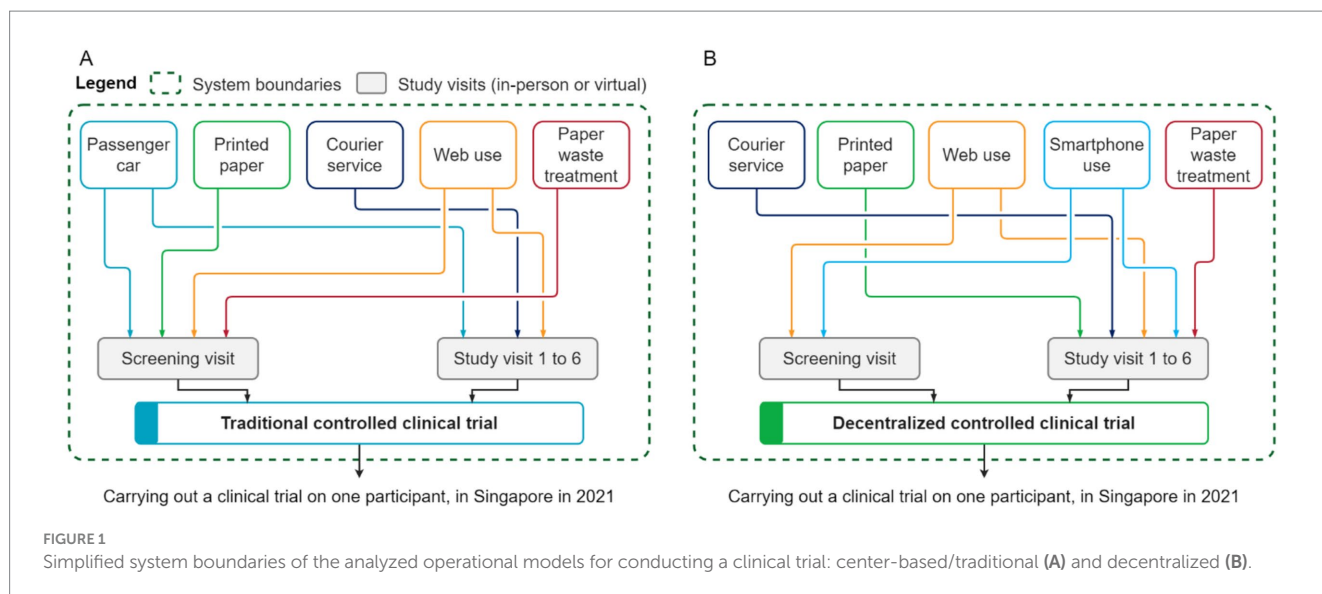 A
Legend System boundaries Study visits (in-person or virtual)
Passenger
car
Printed
paper
Courier
service
Web use
Paper
waste
treatment
Screening visit
Study visit 1 to 6
Traditional controlled clinical trial
Carrying out a clinical trial on one participant, in Singapore in 2021
B
Courier
service
Printed
paper
Web use
Smartphone
use
Paper
waste
treatment
Screening visit
Study visit 1 to 6
Decentralized controlled clinical trial
Carrying out a clinical trial on one participant, in Singapore in 2021
FIGURE 1
Simplified system boundaries of the analyzed operational models for conducting a clinical trial: center-based/traditional (A) and decentralized (B).